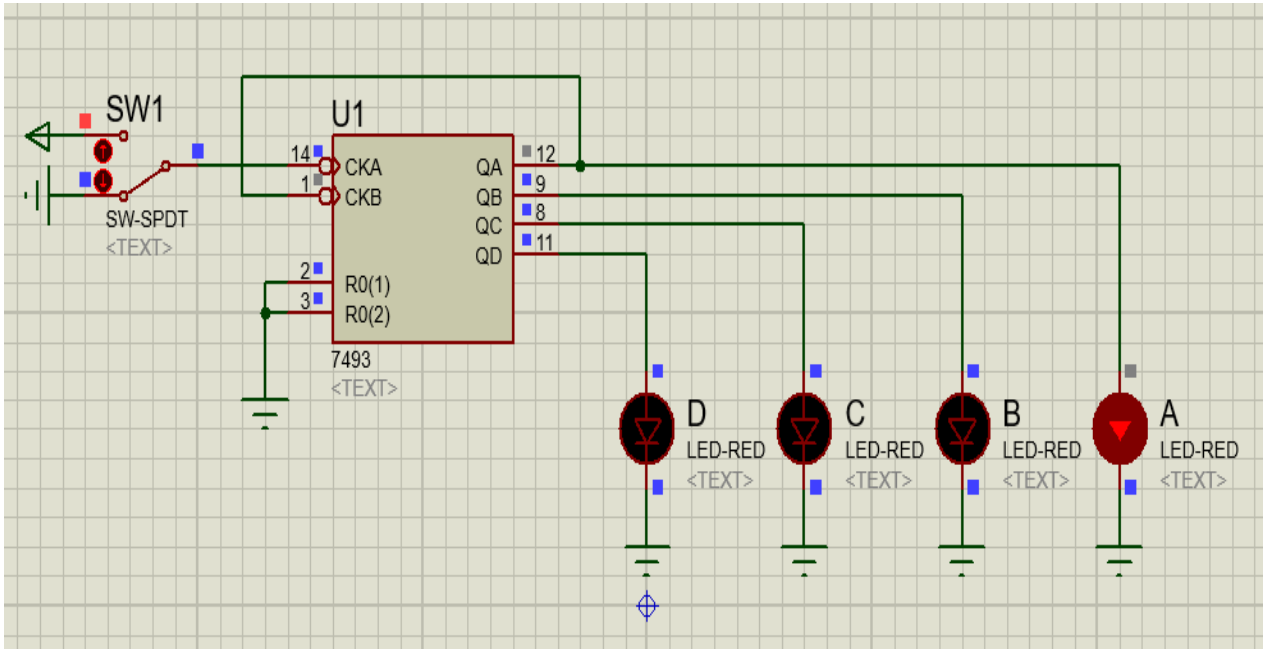 SW1
SW-SPDT
<TEXT>
U1
14 CKA QA 12
1 CKB QB 9
QC 8
QD 11
2 R0(1)
3 R0(2)
7493
<TEXT>
D
LED-RED
<TEXT>
C
LED-RED
<TEXT>
B
LED-RED
<TEXT>
A
LED-RED
<TEXT>